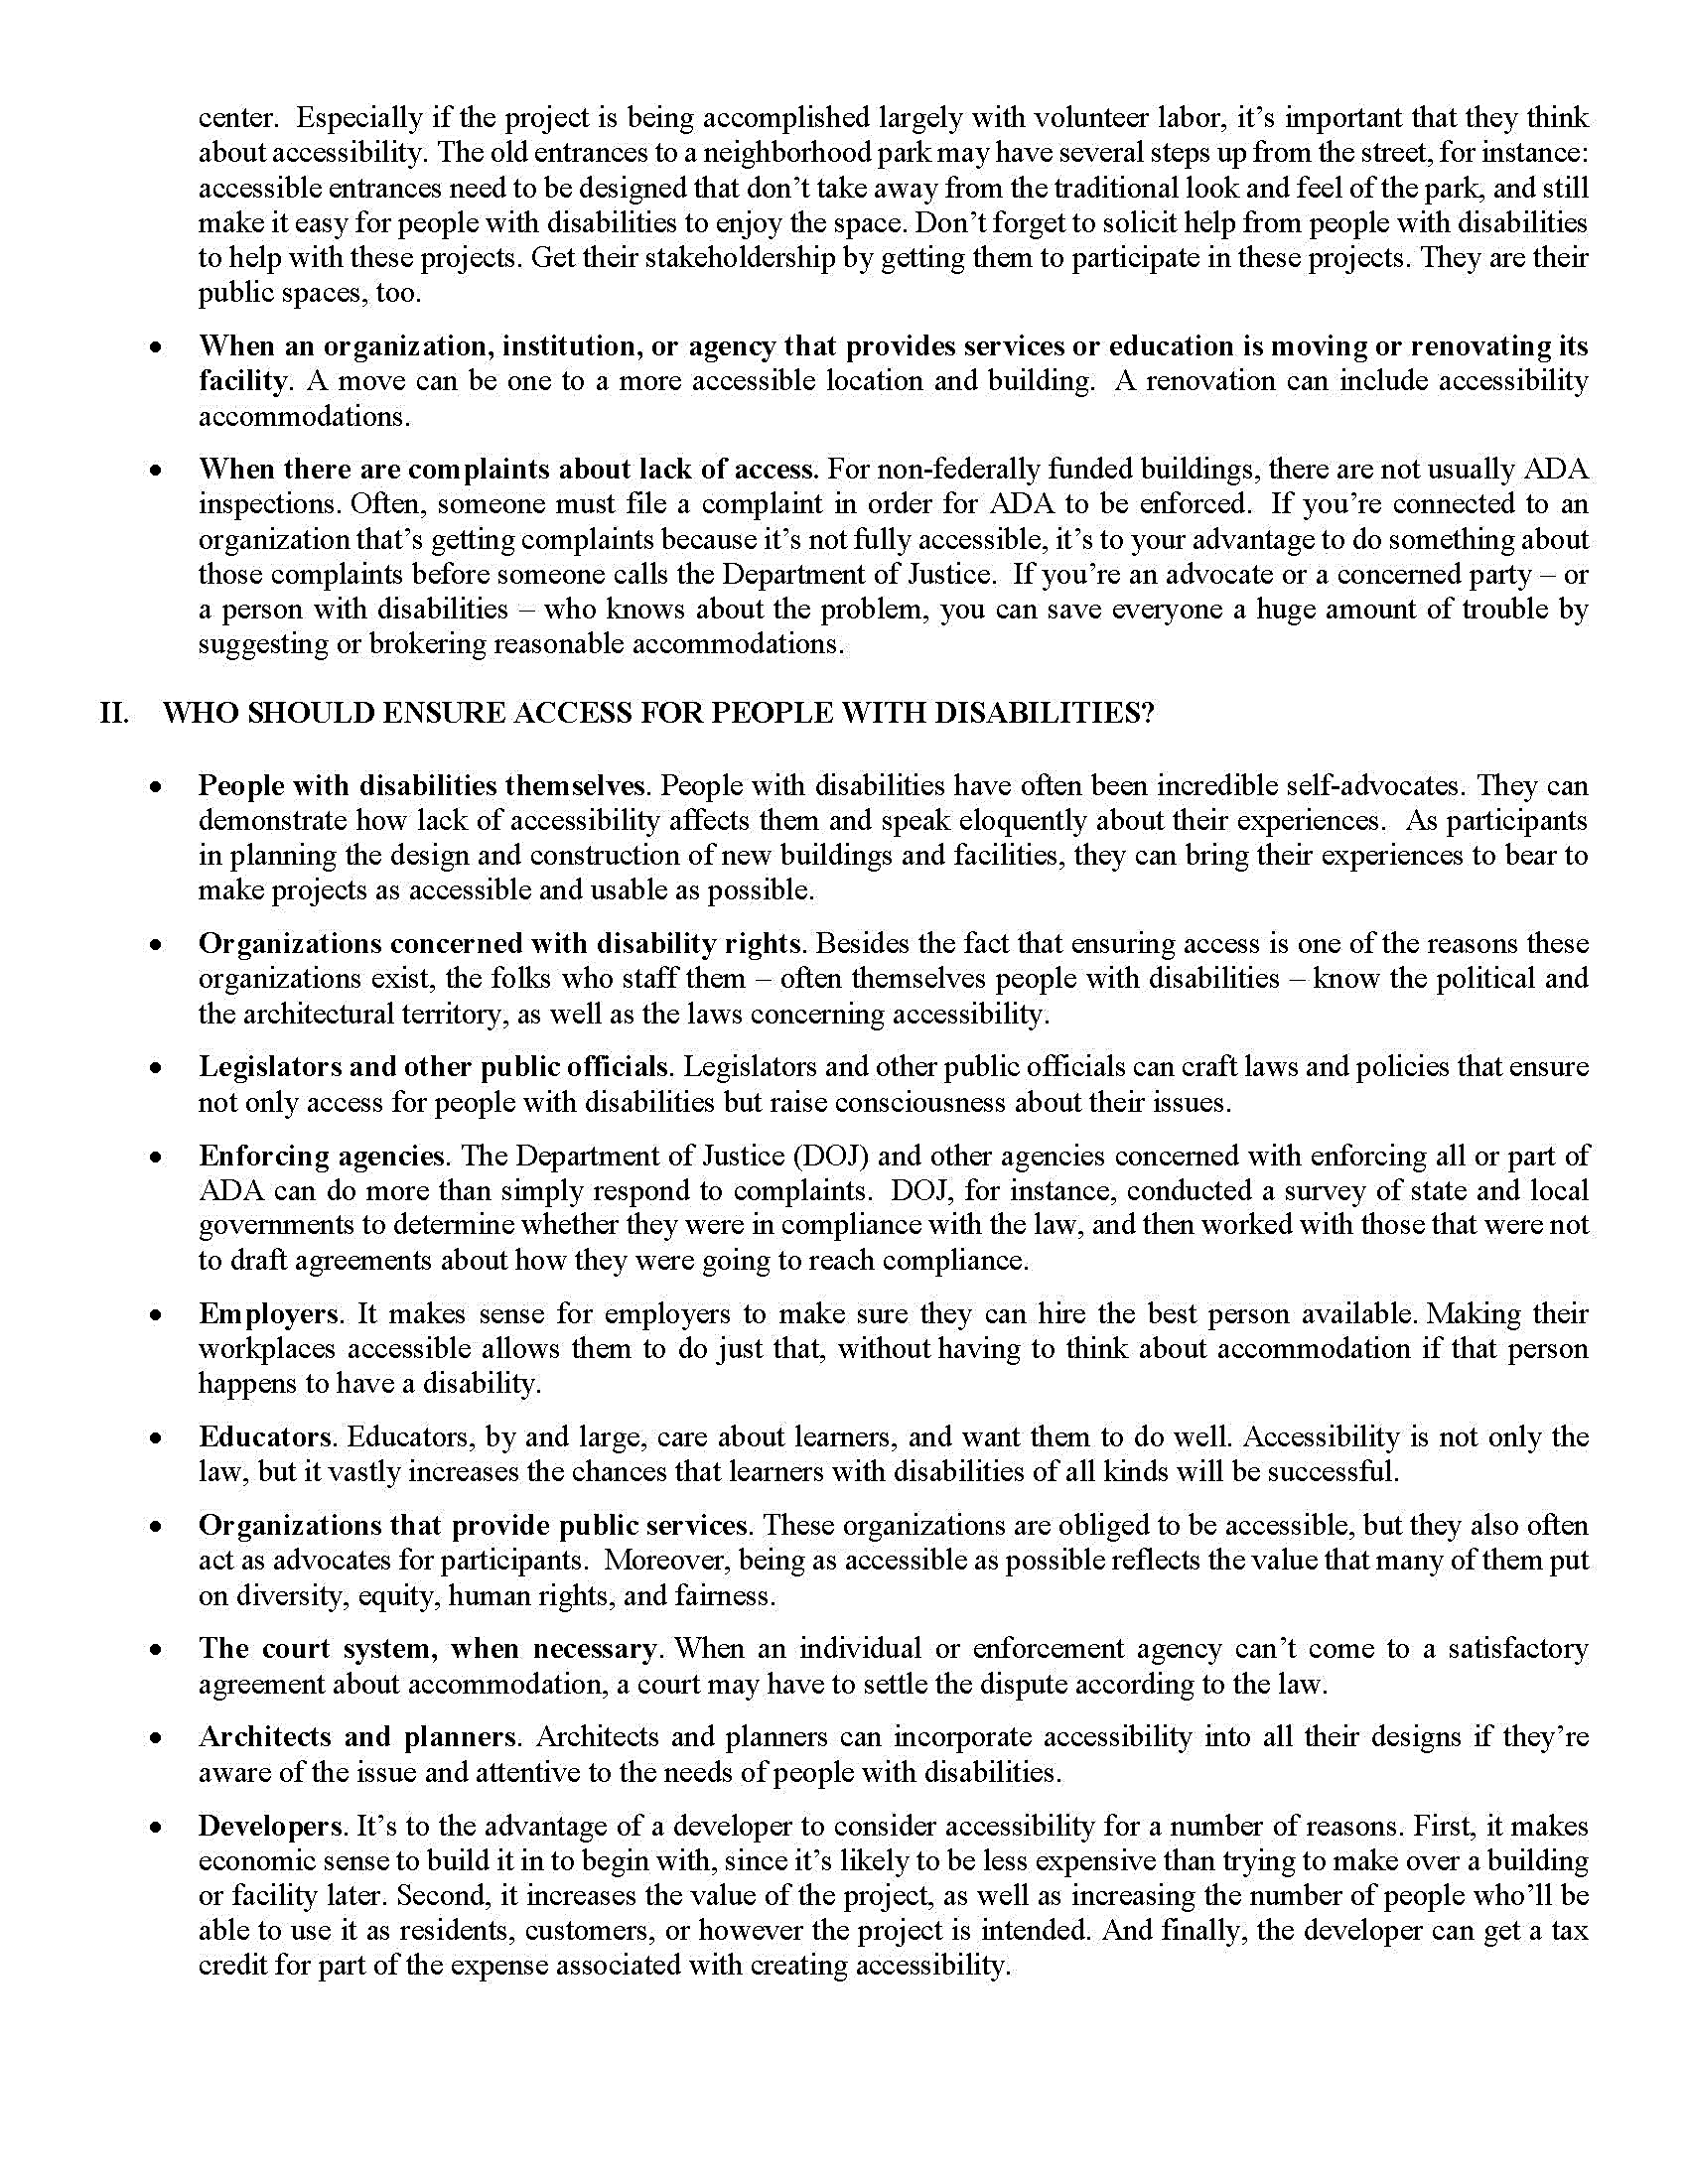 center.  Especially if the project is being accomplished largely with volunteer labor, it’s important that they think
about accessibility. The old entrances to a neighborhood park may have several steps up from the street, for instance:
accessible entrances need to be designed that don’t take away from the traditional look and feel of the park, and still
make it easy for people with disabilities to enjoy the space. Don’t forget to solicit help from people with disabilities
to help with these projects. Get their stakeholdership by getting them to participate in these projects. They are their
public spaces, too.
• When an organization, institution, or agency that provides services or education is moving or renovating its
facility. A move can be one to a more accessible location and building.  A renovation can include accessibility
accommodations.
• When there are complaints about lack of access. For non-federally funded buildings, there are not usually ADA
inspections. Often, someone must file a complaint in order for ADA to be enforced.  If you’re connected to an
organization that’s getting complaints because it’s not fully accessible, it’s to your advantage to do something about
those complaints before someone calls the Department of Justice.  If you’re an advocate or a concerned party – or
a person with disabilities – who knows about the problem, you can save everyone a huge amount of trouble by
suggesting or brokering reasonable accommodations.
II. WHO SHOULD ENSURE ACCESS FOR PEOPLE WITH DISABILITIES?
• People with disabilities themselves. People with disabilities have often been incredible self-advocates. They can
demonstrate how lack of accessibility affects them and speak eloquently about their experiences.  As participants
in planning the design and construction of new buildings and facilities, they can bring their experiences to bear to
make projects as accessible and usable as possible.
• Organizations concerned with disability rights. Besides the fact that ensuring access is one of the reasons these
organizations exist, the folks who staff them – often themselves people with disabilities – know the political and
the architectural territory, as well as the laws concerning accessibility.
• Legislators and other public officials. Legislators and other public officials can craft laws and policies that ensure
not only access for people with disabilities but raise consciousness about their issues.
• Enforcing agencies. The Department of Justice (DOJ) and other agencies concerned with enforcing all or part of
ADA can do more than simply respond to complaints.  DOJ, for instance, conducted a survey of state and local
governments to determine whether they were in compliance with the law, and then worked with those that were not
to draft agreements about how they were going to reach compliance.
• Employers. It makes sense for employers to make sure they can hire the best person available. Making their
workplaces accessible allows them to do just that, without having to think about accommodation if that person
happens to have a disability.
• Educators. Educators, by and large, care about learners, and want them to do well. Accessibility is not only the
law, but it vastly increases the chances that learners with disabilities of all kinds will be successful.
• Organizations that provide public services. These organizations are obliged to be accessible, but they also often
act as advocates for participants.  Moreover, being as accessible as possible reflects the value that many of them put
on diversity, equity, human rights, and fairness.
• The court system, when necessary. When an individual or enforcement agency can’t come to a satisfactory
agreement about accommodation, a court may have to settle the dispute according to the law.
• Architects and planners. Architects and planners can incorporate accessibility into all their designs if they’re
aware of the issue and attentive to the needs of people with disabilities.
• Developers. It’s to the advantage of a developer to consider accessibility for a number of reasons. First, it makes
economic sense to build it in to begin with, since it’s likely to be less expensive than trying to make over a building
or facility later. Second, it increases the value of the project, as well as increasing the number of people who’ll be
able to use it as residents, customers, or however the project is intended. And finally, the developer can get a tax
credit for part of the expense associated with creating accessibility.